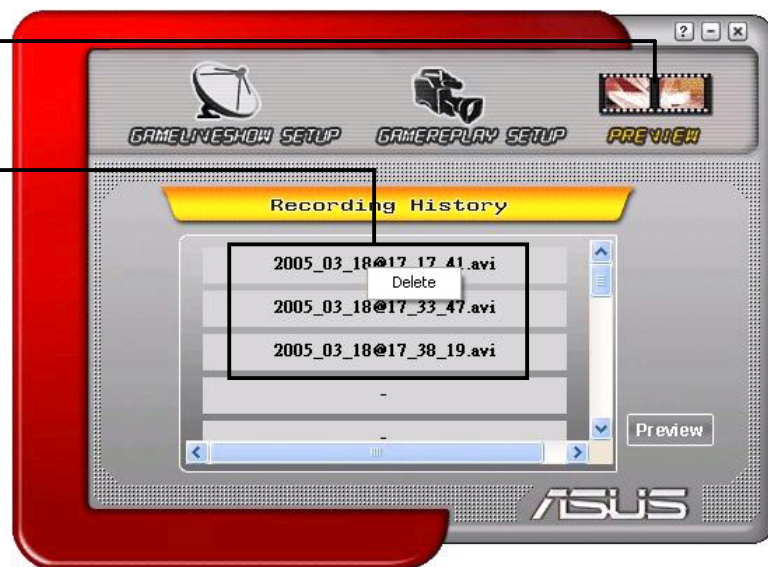 ? - x
GAMELIVESHOW SETUP GAMEREPLAY SETUP PREVIEW
Recording History
2005_03_18@17_17_41.avi
Delete
2005_03_18@17_33_47.avi
2005_03_18@17_38_19.avi
-
-
Preview
ASUS